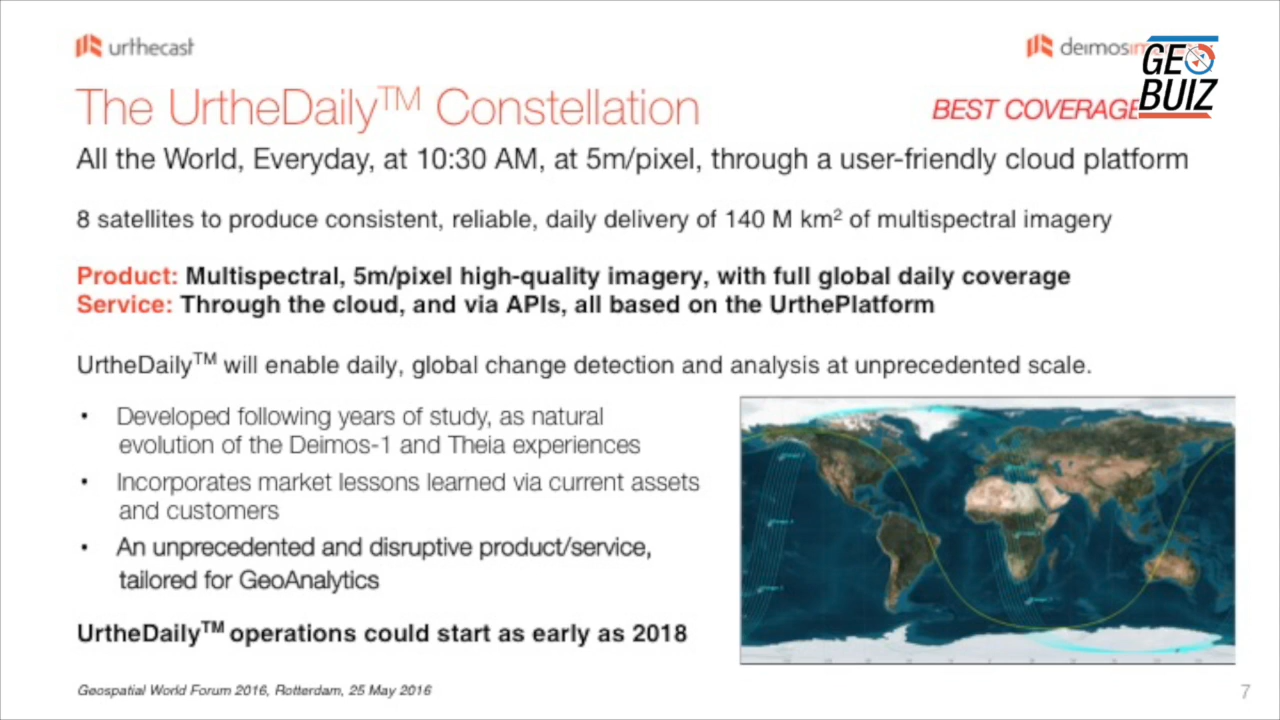 urthecast
deimos
GEO
BUIZ
The UrtheDaily™ Constellation
BEST COVERAGE
All the World, Everyday, at 10:30 AM, at 5m/pixel, through a user-friendly cloud platform
8 satellites to produce consistent, reliable, daily delivery of 140 M km² of multispectral imagery
Product: Multispectral, 5m/pixel high-quality imagery, with full global daily coverage
Service: Through the cloud, and via APIs, all based on the UrthePlatform
UrtheDaily™ will enable daily, global change detection and analysis at unprecedented scale.
• Developed following years of study, as natural
evolution of the Deimos-1 and Theia experiences
• Incorporates market lessons learned via current assets
and customers
• An unprecedented and disruptive product/service,
tailored for GeoAnalytics
UrtheDaily™ operations could start as early as 2018
Geospatial World Forum 2016, Rotterdam, 25 May 2016
7